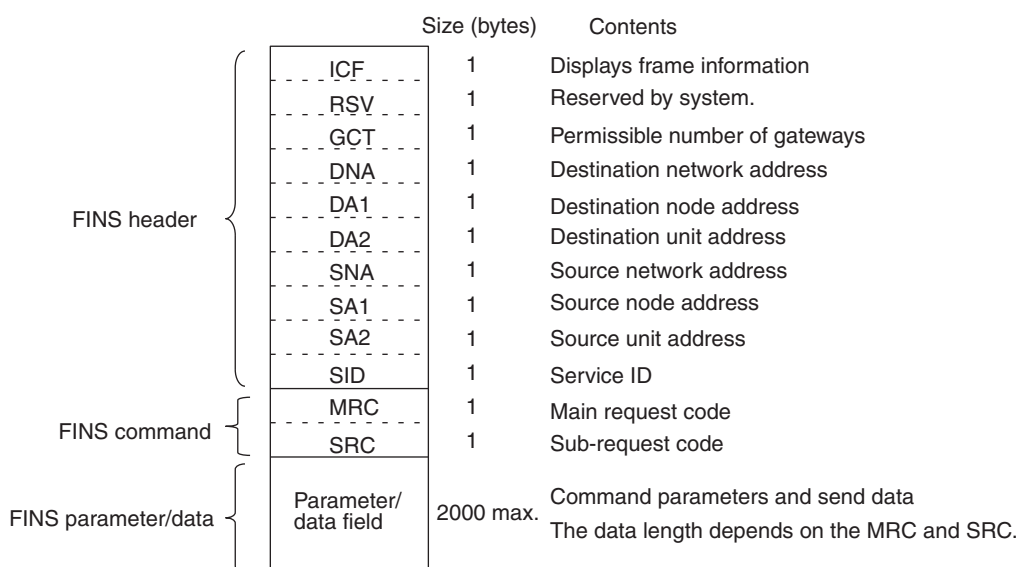 Size (bytes) Contents
ICF 1 Displays frame information
RSV 1 Reserved by system.
GCT 1 Permissible number of gateways
DNA 1 Destination network address
FINS header
DA1 1 Destination node address
DA2 1 Destination unit address
SNA 1 Source network address
SA1 1 Source node address
SA2 1 Source unit address
SID 1 Service ID
FINS command
MRC 1 Main request code
SRC 1 Sub-request code
FINS parameter/data
Parameter/
data field
2000 max.
Command parameters and send data
The data length depends on the MRC and SRC.